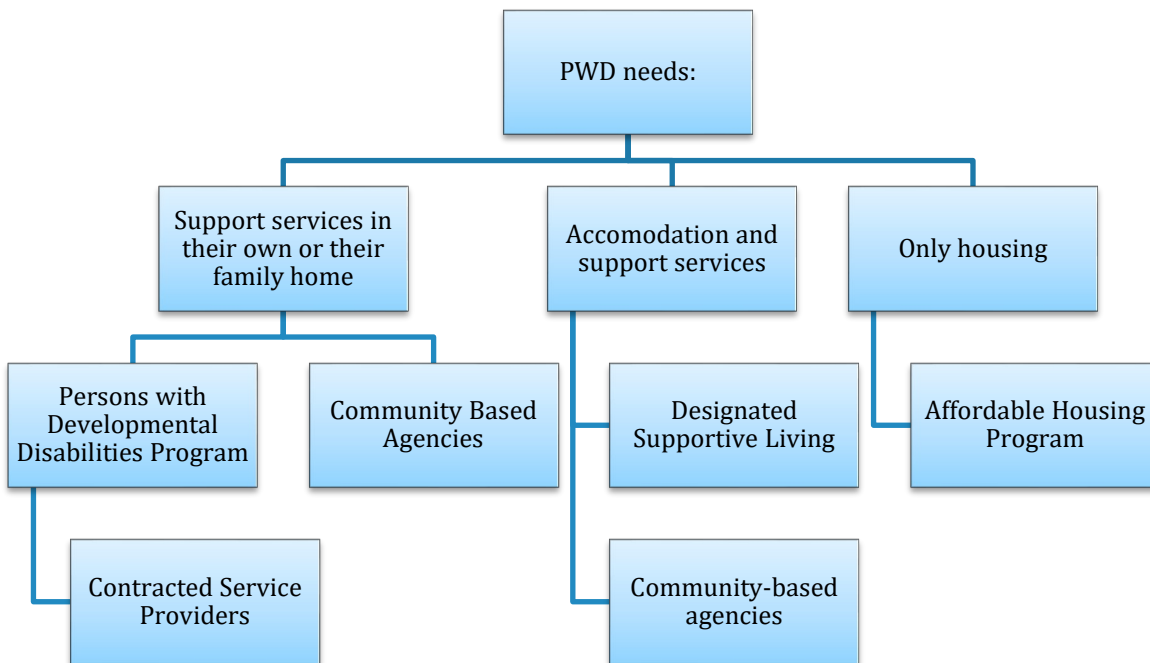 PWD needs:
Support services in
their own or their
family home
Accomodation and
support services
Only housing
Persons with
Developmental
Disabilities Program
Community Based
Agencies
Designated
Supportive Living
Affordable Housing
Program
Contracted Service
Providers
Community-based
agencies